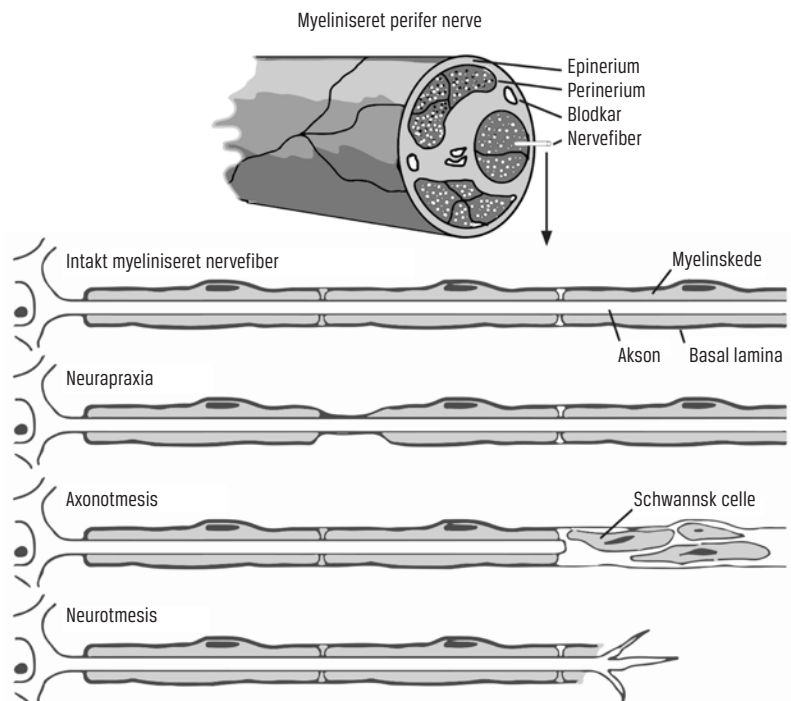 Myeliniseret perifer nerve
Epinerium
Perinerium
Blodkar
Nervefiber
Intakt myeliniseret nervefiber
Myelinskede
Akson
Basal lamina
Neurapraxia
Axonotmesis
Schwannsk celle
Neurotmesis